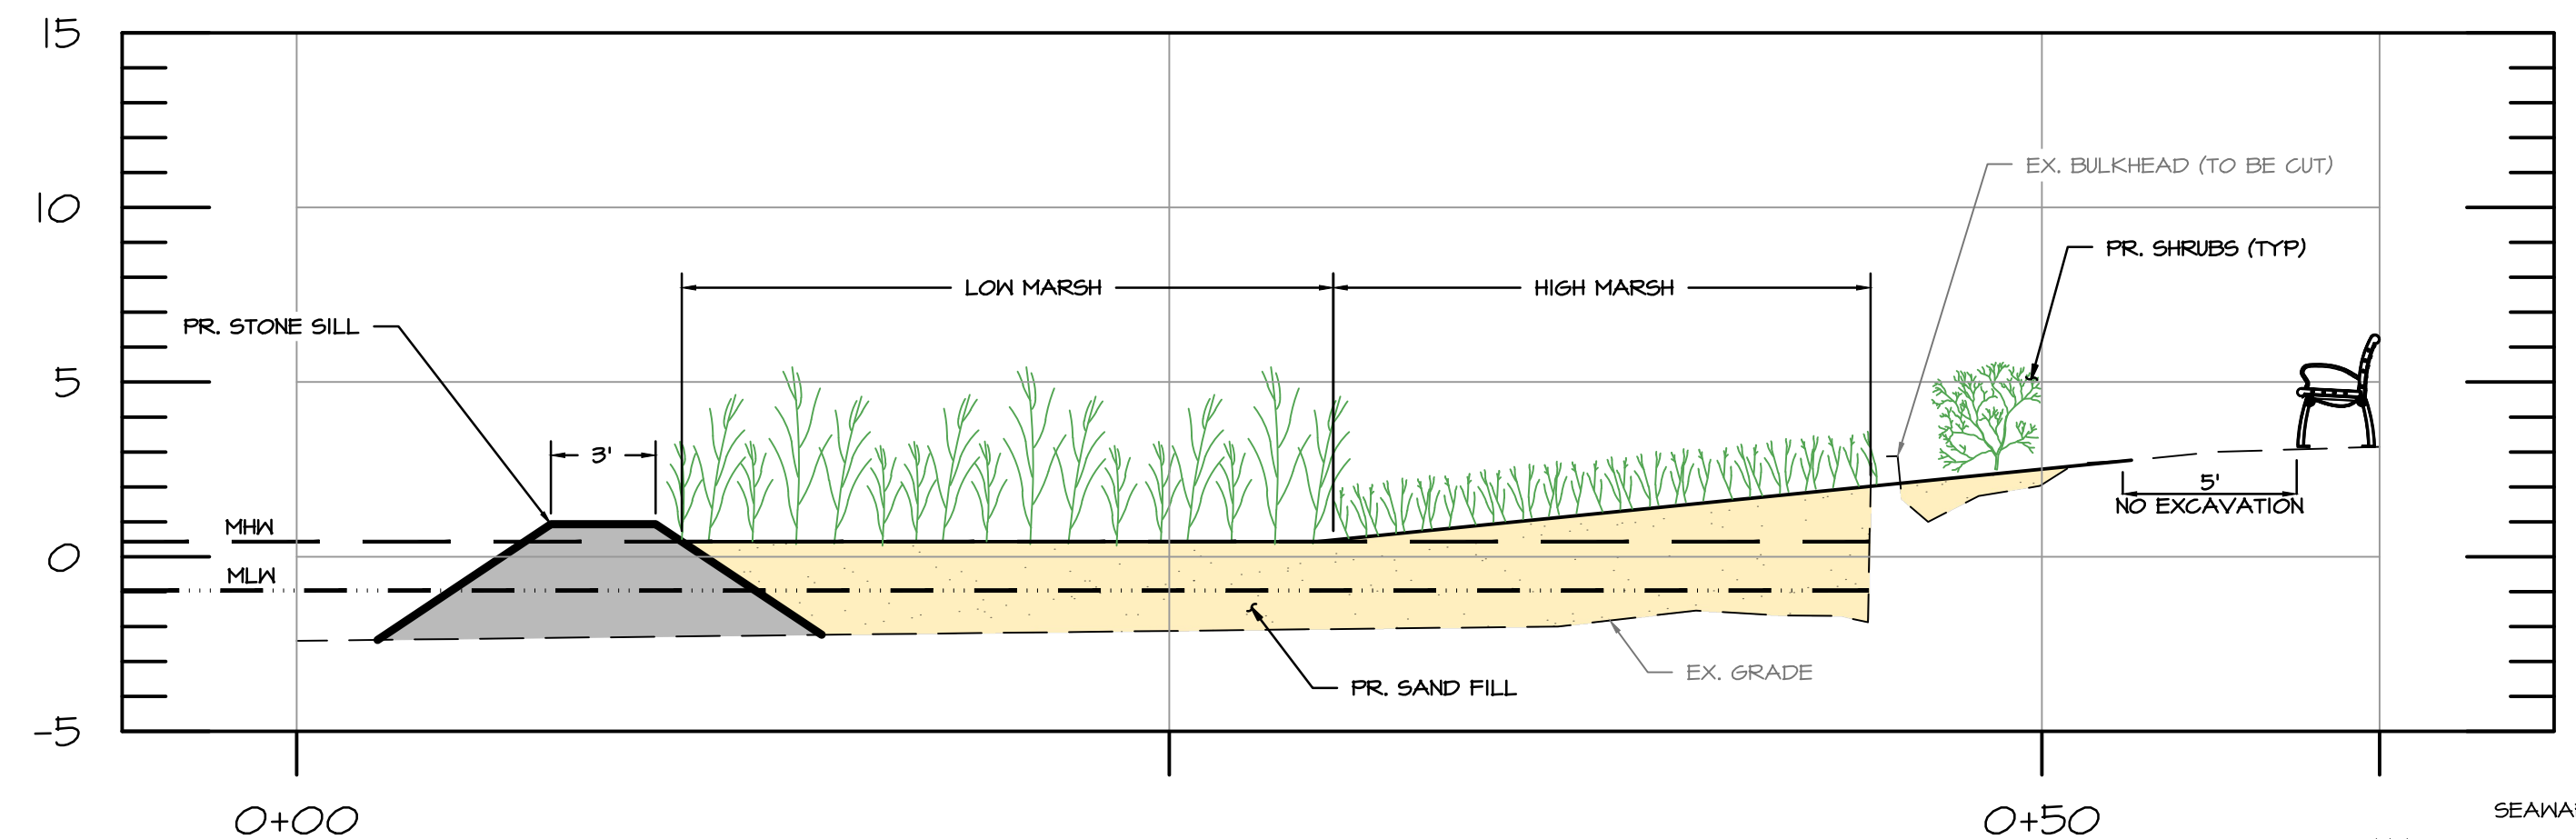 15
10
5
0
-5
EX. BULKHEAD (TO BE CUT)
PR. SHRUBS (TYP)
LOW MARSH
HIGH MARSH
PR. STONE SILL
3'
5'
NO EXCAVATION
MHW
MLW
EX. GRADE
PR. SAND FILL
0+00
0+50